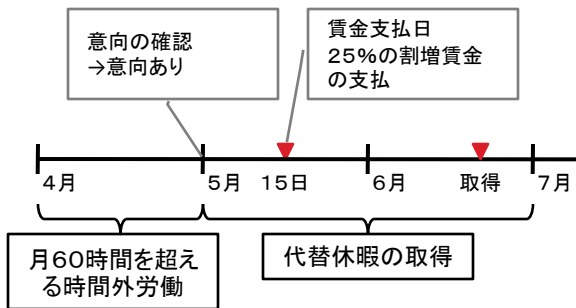 意向の確認
→意向あり
賃金支払日
25%の割増賃金
の支払
4月
5月
15日
6月
取得
7月
月60時間を超え
る時間外労働
代替休暇の取得